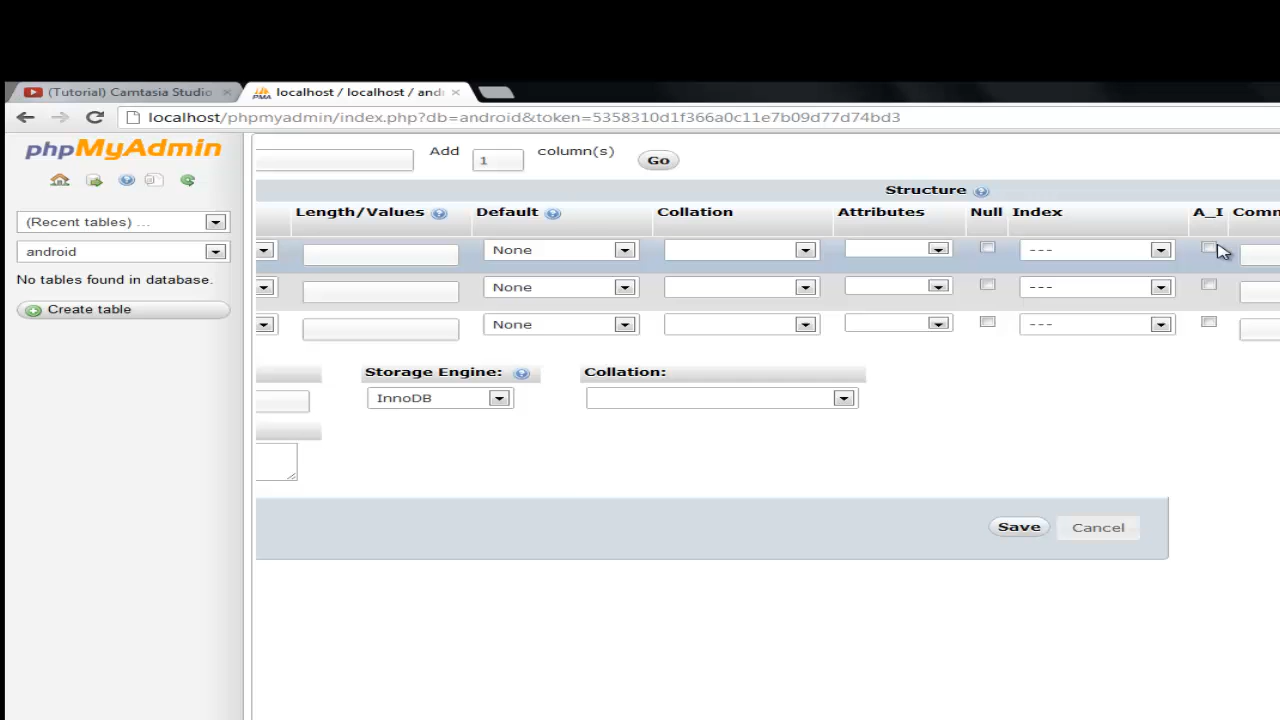 (Tutorial) Camtasia Studio
localhost / localhost / andr
localhost/phpmyadmin/index.php?db=android&token=5358310d1f366a0c11e7b09d77d74bd3
phpMyAdmin
(Recent tables) ...
android
No tables found in database.
Create table
Add 1 column(s) Go
Structure
Length/Values Default Collation Attributes Null Index A_I Comm
None ---
None ---
None ---
Storage Engine: Collation:
InnoDB
Save Cancel